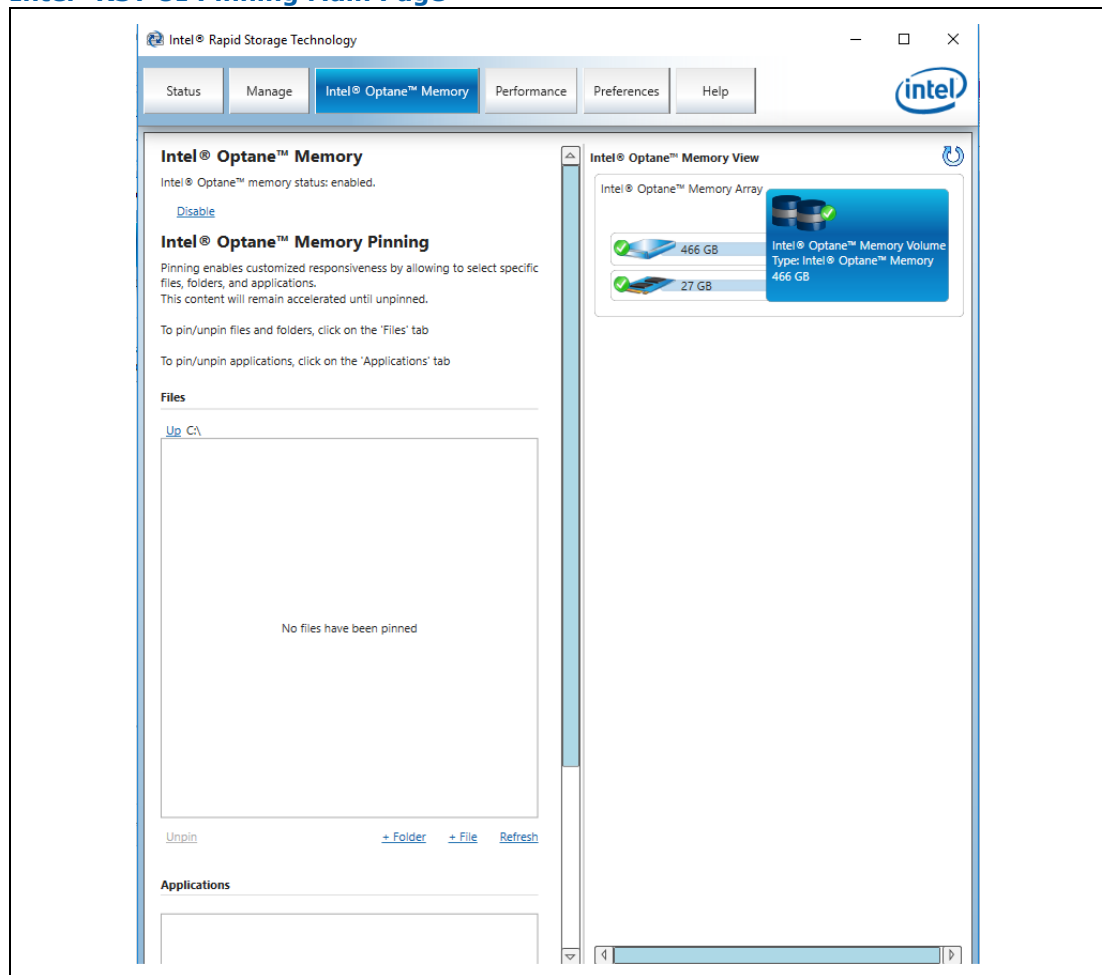 Intel® Rapid Storage Technology
Status
Manage
Intel® Optane™ Memory
Performance
Preferences
Help
intel
Intel® Optane™ Memory
Intel® Optane™ memory status: enabled.
Disable
Intel® Optane™ Memory Pinning
Pinning enables customized responsiveness by allowing to select specific
files, folders, and applications.
This content will remain accelerated until unpinned.
To pin/unpin files and folders, click on the 'Files' tab
To pin/unpin applications, click on the 'Applications' tab
Files
Up C:\
No files have been pinned
Unpin
+ Folder
+ File
Refresh
Applications
Intel® Optane™ Memory View
Intel® Optane™ Memory Array
466 GB
27 GB
Intel® Optane™ Memory Volume
Type: Intel® Optane™ Memory
466 GB